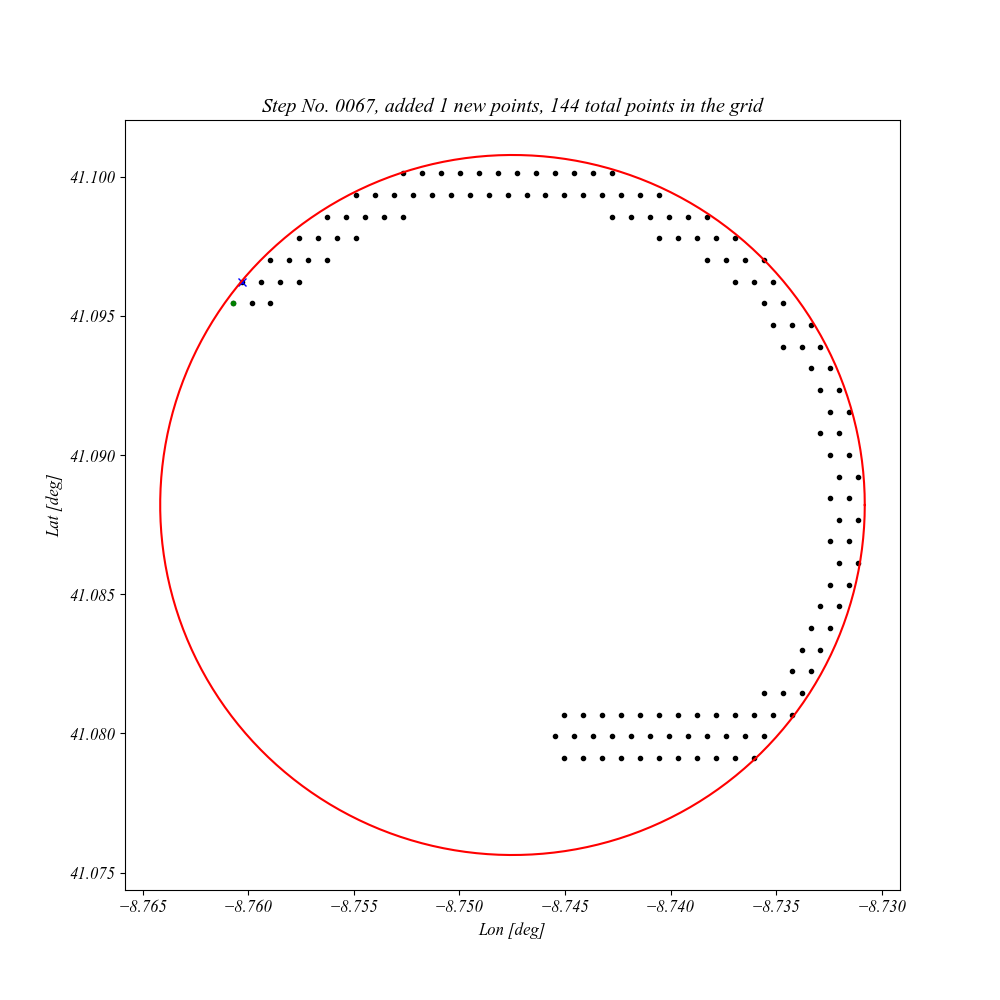 Step No. 0067, added 1 new points, 144 total points in the grid
41.100
41.095
41.090
41.085
41.080
41.075
Lat [deg]
−8.765 −8.760 −8.755 −8.750 −8.745 −8.740 −8.735 −8.730
Lon [deg]